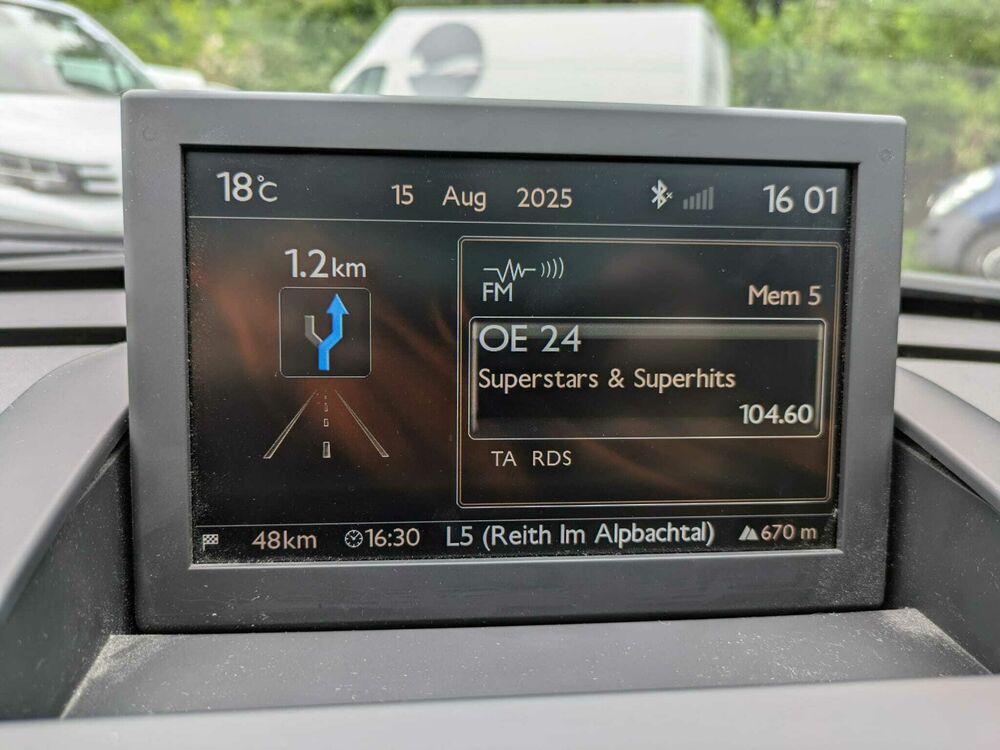 18°C 15 Aug 2025 16 01
1.2km
FM
Mem 5
OE 24
Superstars & Superhits
104.60
TA RDS
48km 16:30 L5 (Reith Im Alpbachtal) 670 m